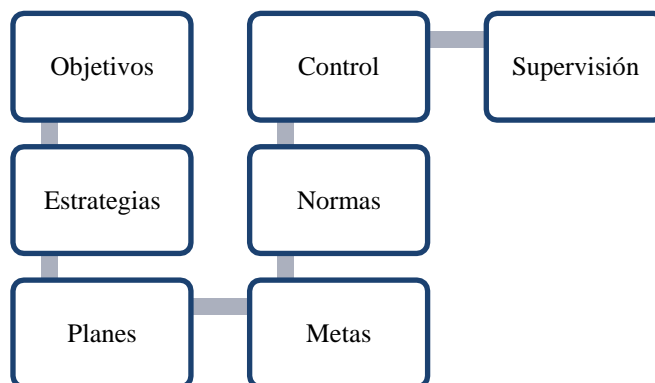 Objetivos
Estrategias
Planes
Metas
Normas
Control
Supervisión